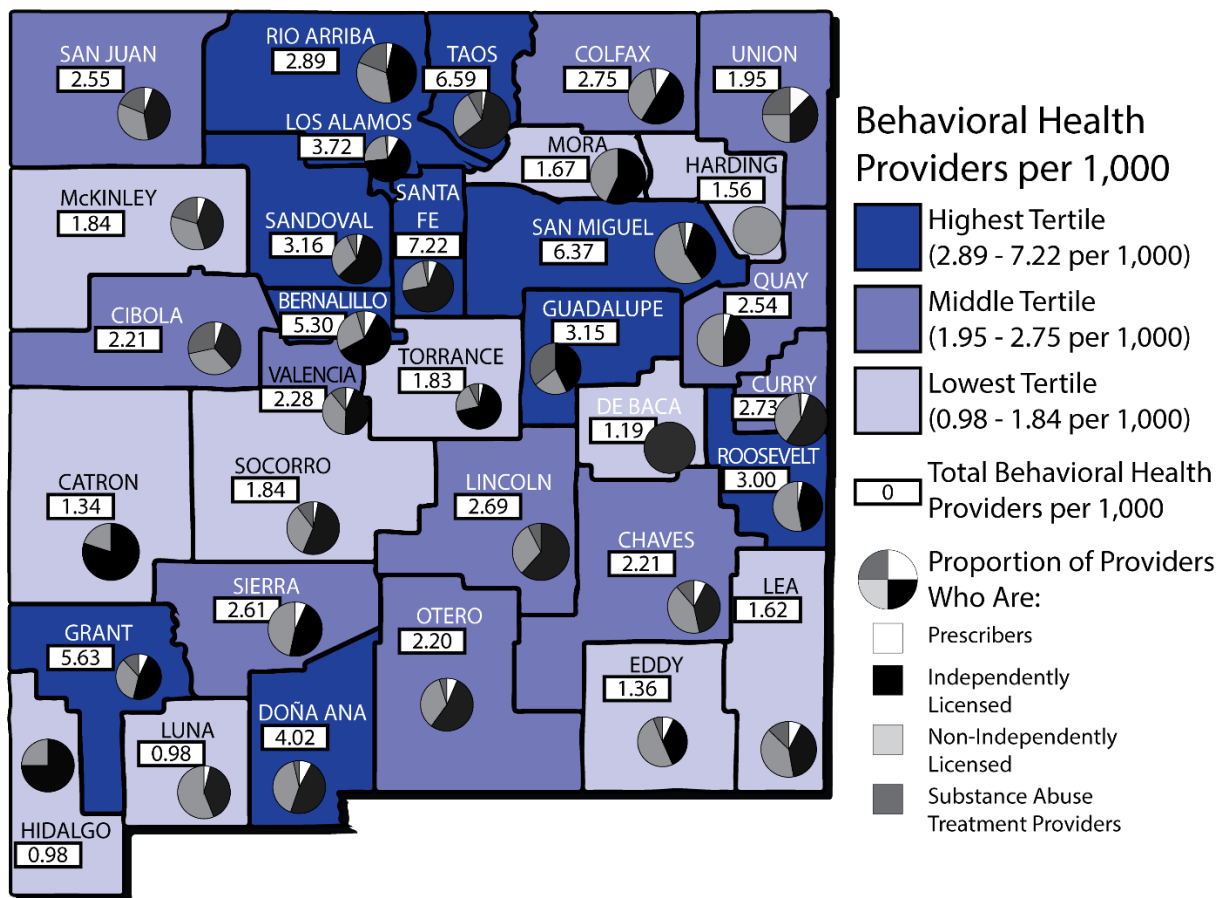 SAN JUAN
2.55
RIO ARRIBA
2.89
TAOS
6.59
COLFAX
2.75
UNION
1.95
LOS ALAMOS
3.72
MORA
1.67
HARDING
1.56
McKINLEY
1.84
SANDOVAL
3.16
SANTA
FE
7.22
SAN MIGUEL
6.37
QUAY
2.54
CIBOLA
2.21
BERNALILLO
5.30
GUADALUPE
3.15
VALENCIA
2.28
TORRANCE
1.83
DE BACA
1.19
CURRY
2.73
ROOSEVELT
3.00
CATRON
1.34
SOCORRO
1.84
LINCOLN
2.69
CHAVES
2.21
LEA
1.62
SIERRA
2.61
OTERO
2.20
GRANT
5.63
EDDY
1.36
LUNA
0.98
DOÑA ANA
4.02
HIDALGO
0.98
Behavioral Health
Providers per 1,000
Highest Tertile
(2.89 - 7.22 per 1,000)
Middle Tertile
(1.95 - 2.75 per 1,000)
Lowest Tertile
(0.98 - 1.84 per 1,000)
0
Total Behavioral Health
Providers per 1,000
Proportion of Providers
Who Are:
Prescribers
Independently
Licensed
Non-Independently
Licensed
Substance Abuse
Treatment Providers